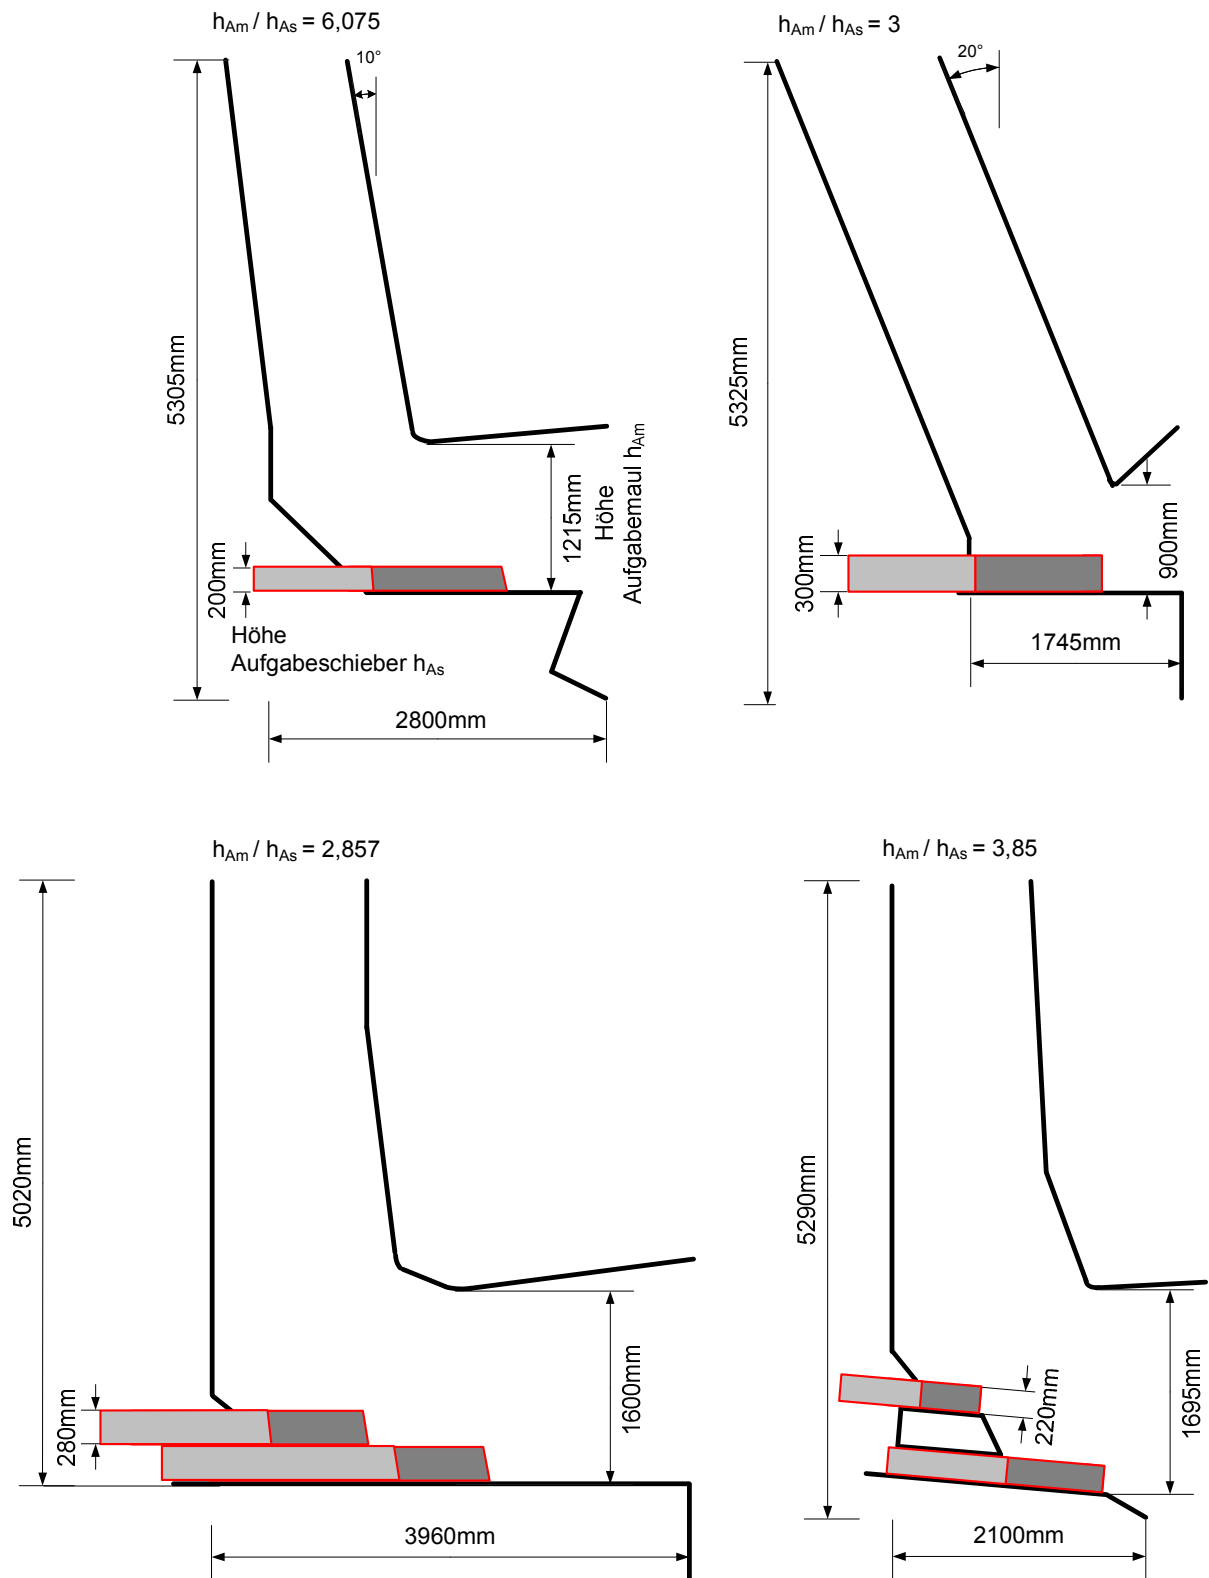 hAm / hAs = 6,075
10°
5305mm
1215mm
Höhe
Aufgabemaul hAm
200mm
Höhe
Aufgabeschieber hAs
2800mm
hAm / hAs = 3
20°
5325mm
300mm
900mm
1745mm
hAm / hAs = 2,857
5020mm
280mm
1600mm
3960mm
hAm / hAs = 3,85
5290mm
220mm
1695mm
2100mm